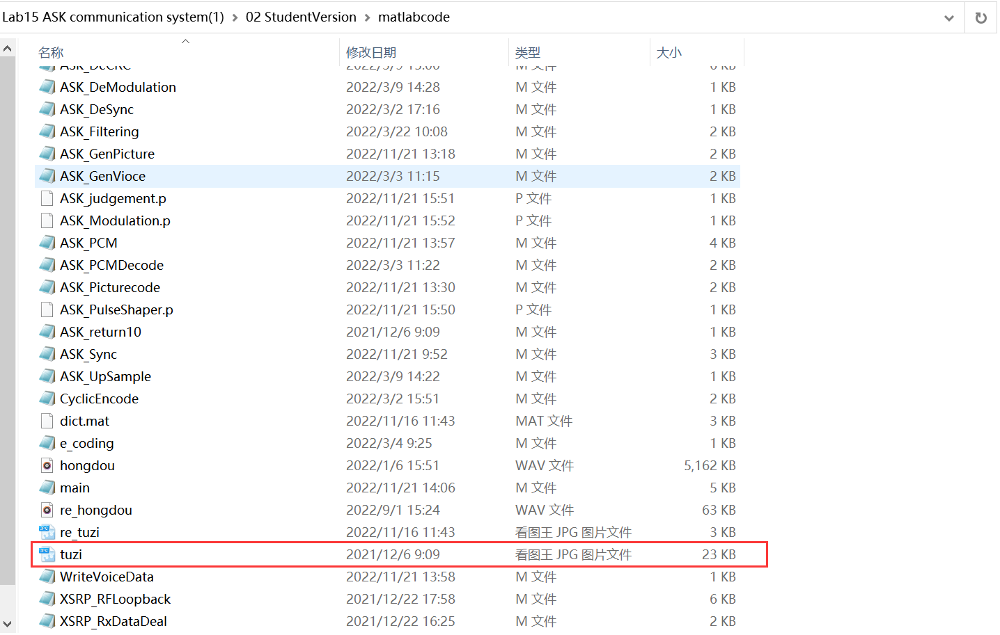 Lab15 ASK communication system(1) > 02 StudentVersion > matlabcode
名称 修改日期 类型 大小
ASK_DeCRC 2022/3/9 15:00 M 文件 6 KB
ASK_DeModulation 2022/3/9 14:28 M 文件 1 KB
ASK_DeSync 2022/3/2 17:16 M 文件 1 KB
ASK_Filtering 2022/3/22 10:08 M 文件 2 KB
ASK_GenPicture 2022/11/21 13:18 M 文件 2 KB
ASK_GenVioce 2022/3/3 11:15 M 文件 2 KB
ASK_judgement.p 2022/11/21 15:51 P 文件 1 KB
ASK_Modulation.p 2022/11/21 15:52 P 文件 1 KB
ASK_PCM 2022/11/21 13:57 M 文件 4 KB
ASK_PCMDecode 2022/3/3 11:22 M 文件 2 KB
ASK_Picturecode 2022/11/21 13:30 M 文件 2 KB
ASK_PulseShaper.p 2022/11/21 15:50 P 文件 1 KB
ASK_return10 2021/12/6 9:09 M 文件 1 KB
ASK_Sync 2022/11/21 9:52 M 文件 3 KB
ASK_UpSample 2022/3/9 14:22 M 文件 1 KB
CyclicEncode 2022/3/2 15:51 M 文件 2 KB
dict.mat 2022/11/16 11:43 MAT 文件 3 KB
e_coding 2022/3/4 9:25 M 文件 1 KB
hongdou 2022/1/6 15:51 WAV 文件 5,162 KB
main 2022/11/21 14:06 M 文件 5 KB
re_hongdou 2022/9/1 15:24 WAV 文件 63 KB
re_tuzi 2022/11/16 11:43 看图王 JPG 图片文件 3 KB
tuzi 2021/12/6 9:09 看图王 JPG 图片文件 23 KB
WriteVoiceData 2022/11/21 13:58 M 文件 1 KB
XSRP_RFLoopback 2021/12/22 17:58 M 文件 6 KB
XSRP_RxDataDeal 2021/12/22 16:25 M 文件 2 KB